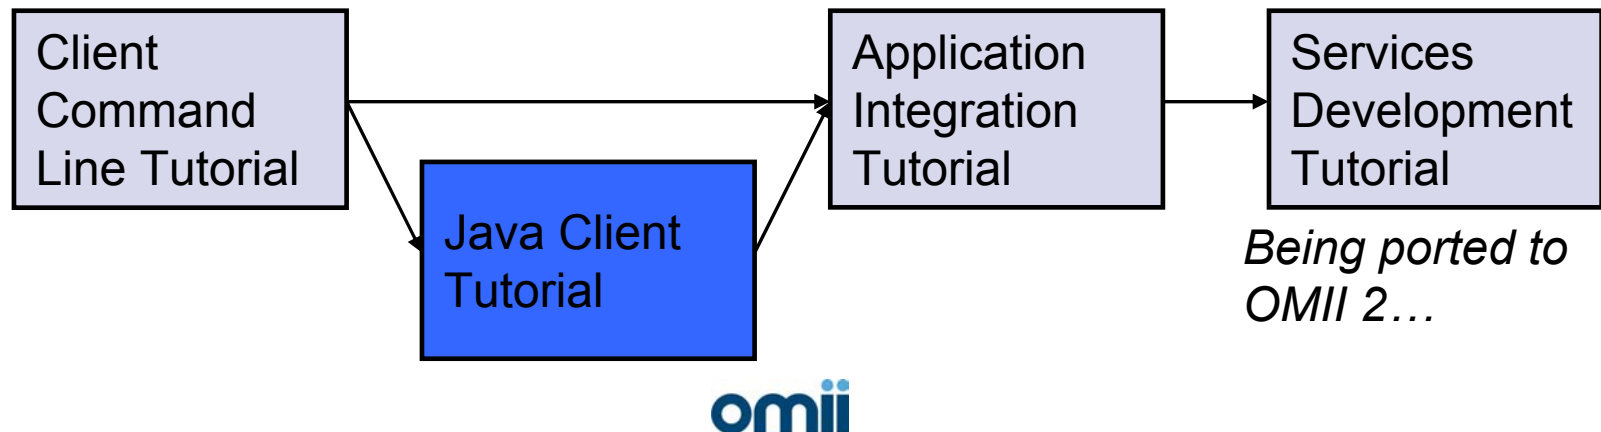 Client
Command
Line Tutorial
Java Client
Tutorial
Application
Integration
Tutorial
Services
Development
Tutorial
Being ported to
OMII 2…
omii